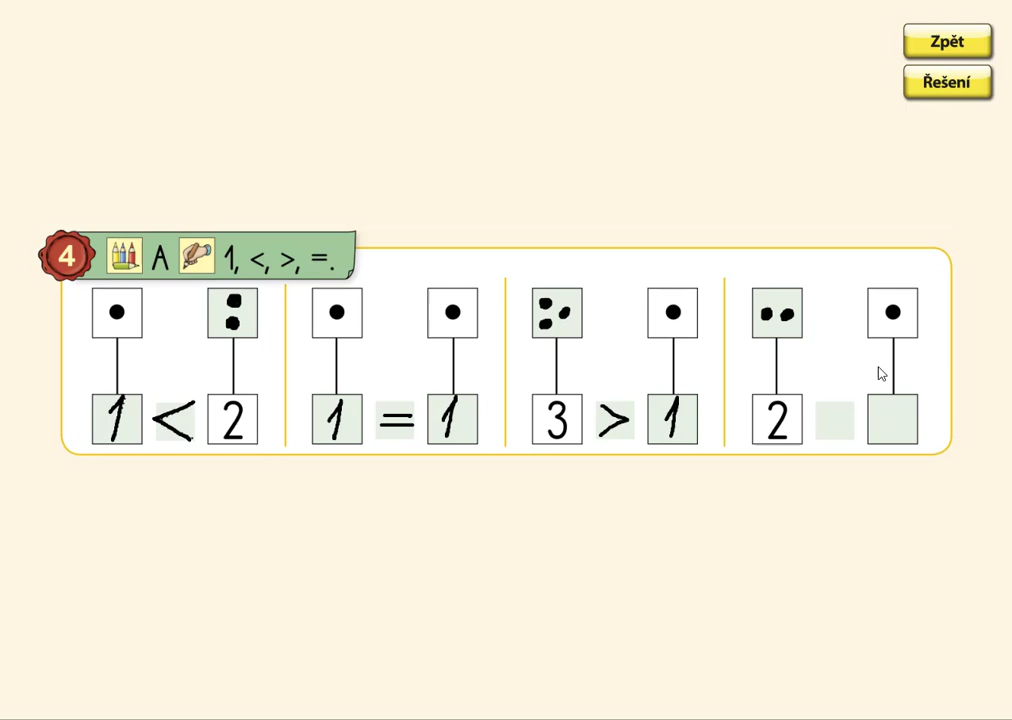 Zpět
Řešení
4 A 1, <, >, =.
1 < 2 1 = 1 3 > 1 2